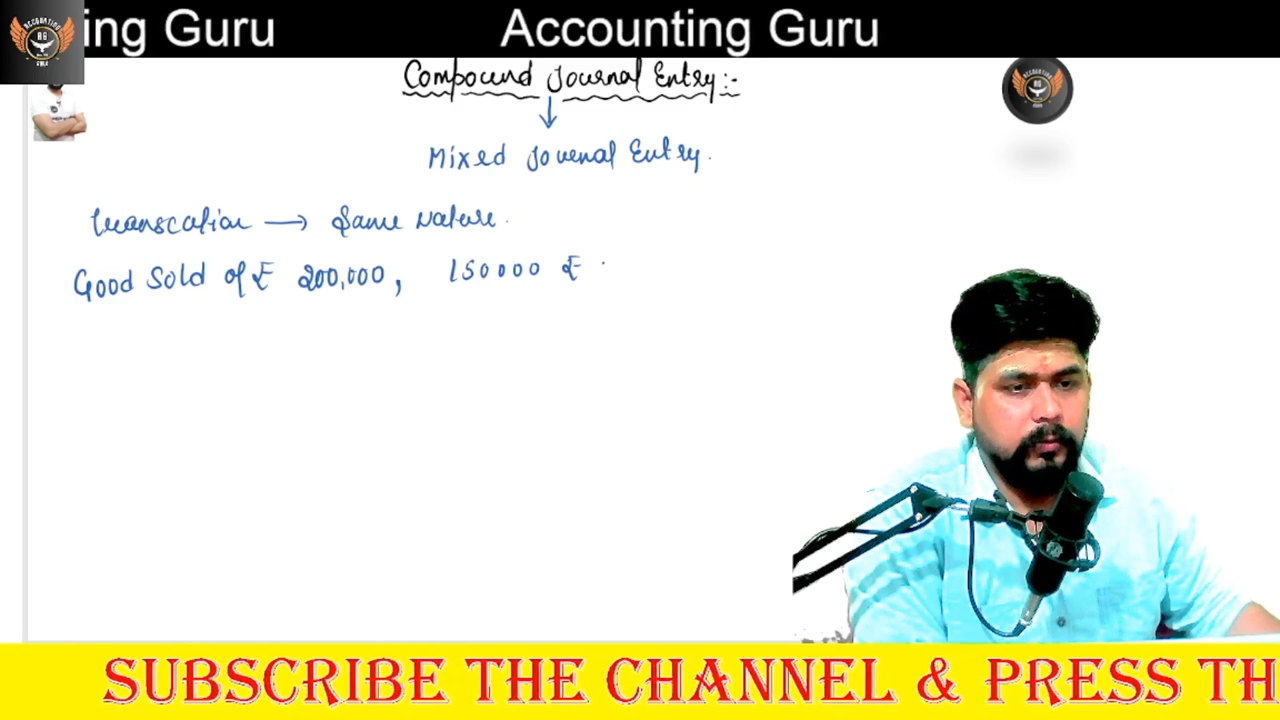 ing Guru Accounting Guru
Compound Journal Entry:-
Mixed Journal Entry.
Transcation → Same Nature.
Good Sold of ₹ 200,000, 150000 ₹
SUBSCRIBE THE CHANNEL & PRESS TH